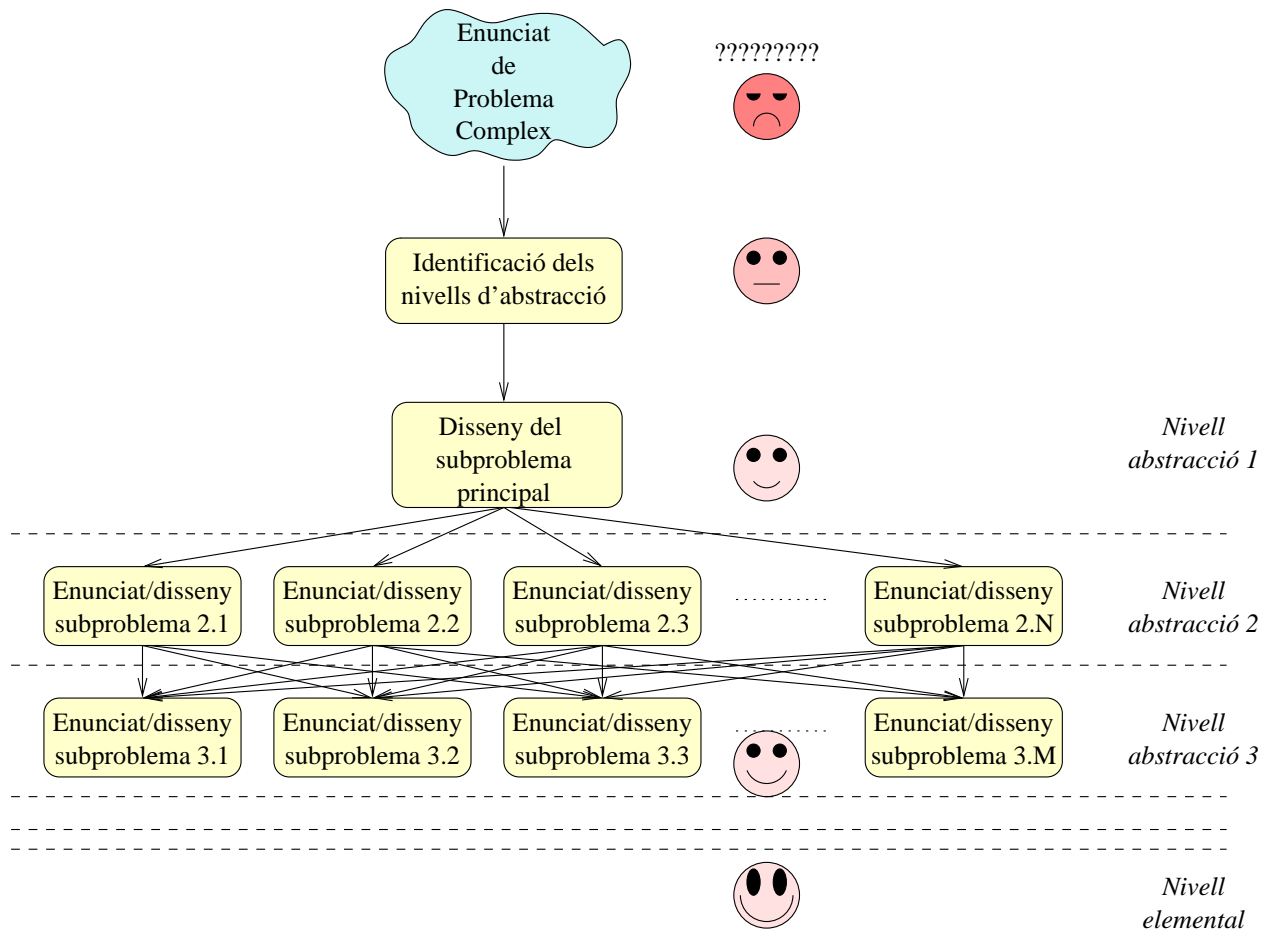 Enunciat
de
Problema
Complex
?????????
Identificació dels
nivells d’abstracció
Disseny del
subproblema
principal
Nivell
abstracció 1
Enunciat/disseny
subproblema 2.1
Enunciat/disseny
subproblema 2.2
Enunciat/disseny
subproblema 2.3
...........
Enunciat/disseny
subproblema 2.N
Nivell
abstracció 2
Enunciat/disseny
subproblema 3.1
Enunciat/disseny
subproblema 3.2
Enunciat/disseny
subproblema 3.3
...........
Enunciat/disseny
subproblema 3.M
Nivell
abstracció 3
Nivell
elemental